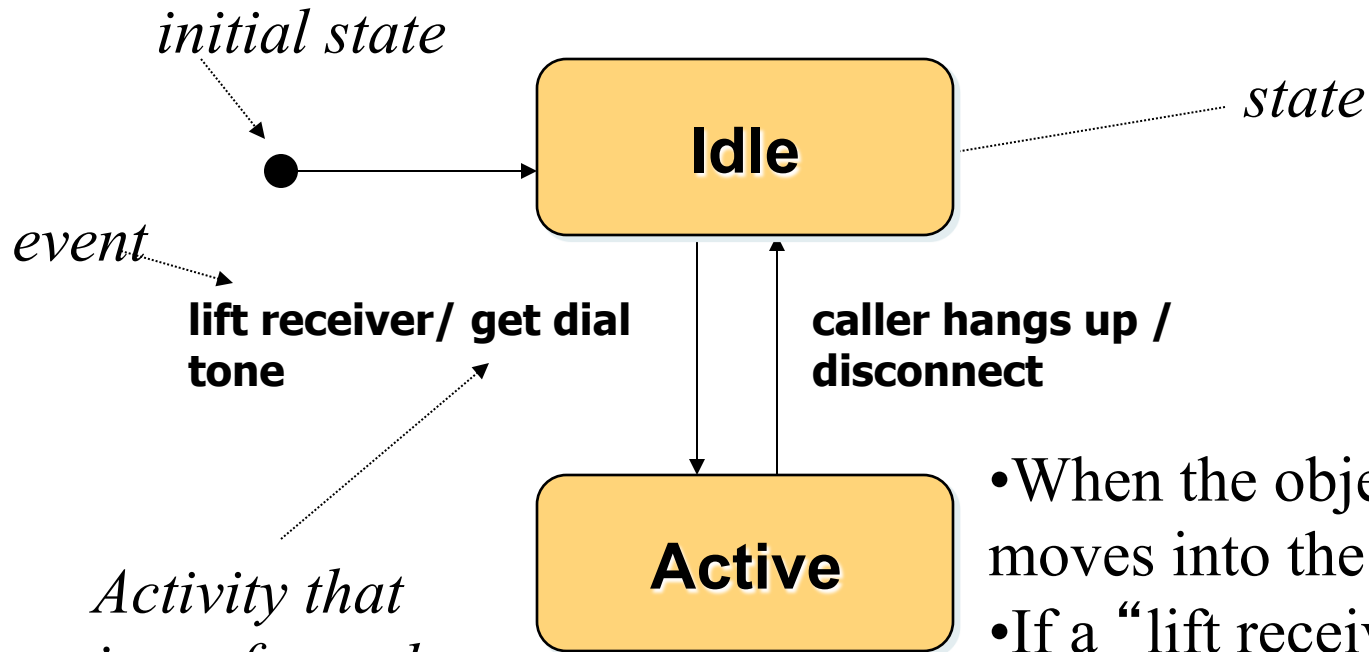 initial state
Idle
state
event
lift receiver/ get dial
tone
caller hangs up /
disconnect
Active
Activity that
•When the obje
moves into the
•If a “lift receiv